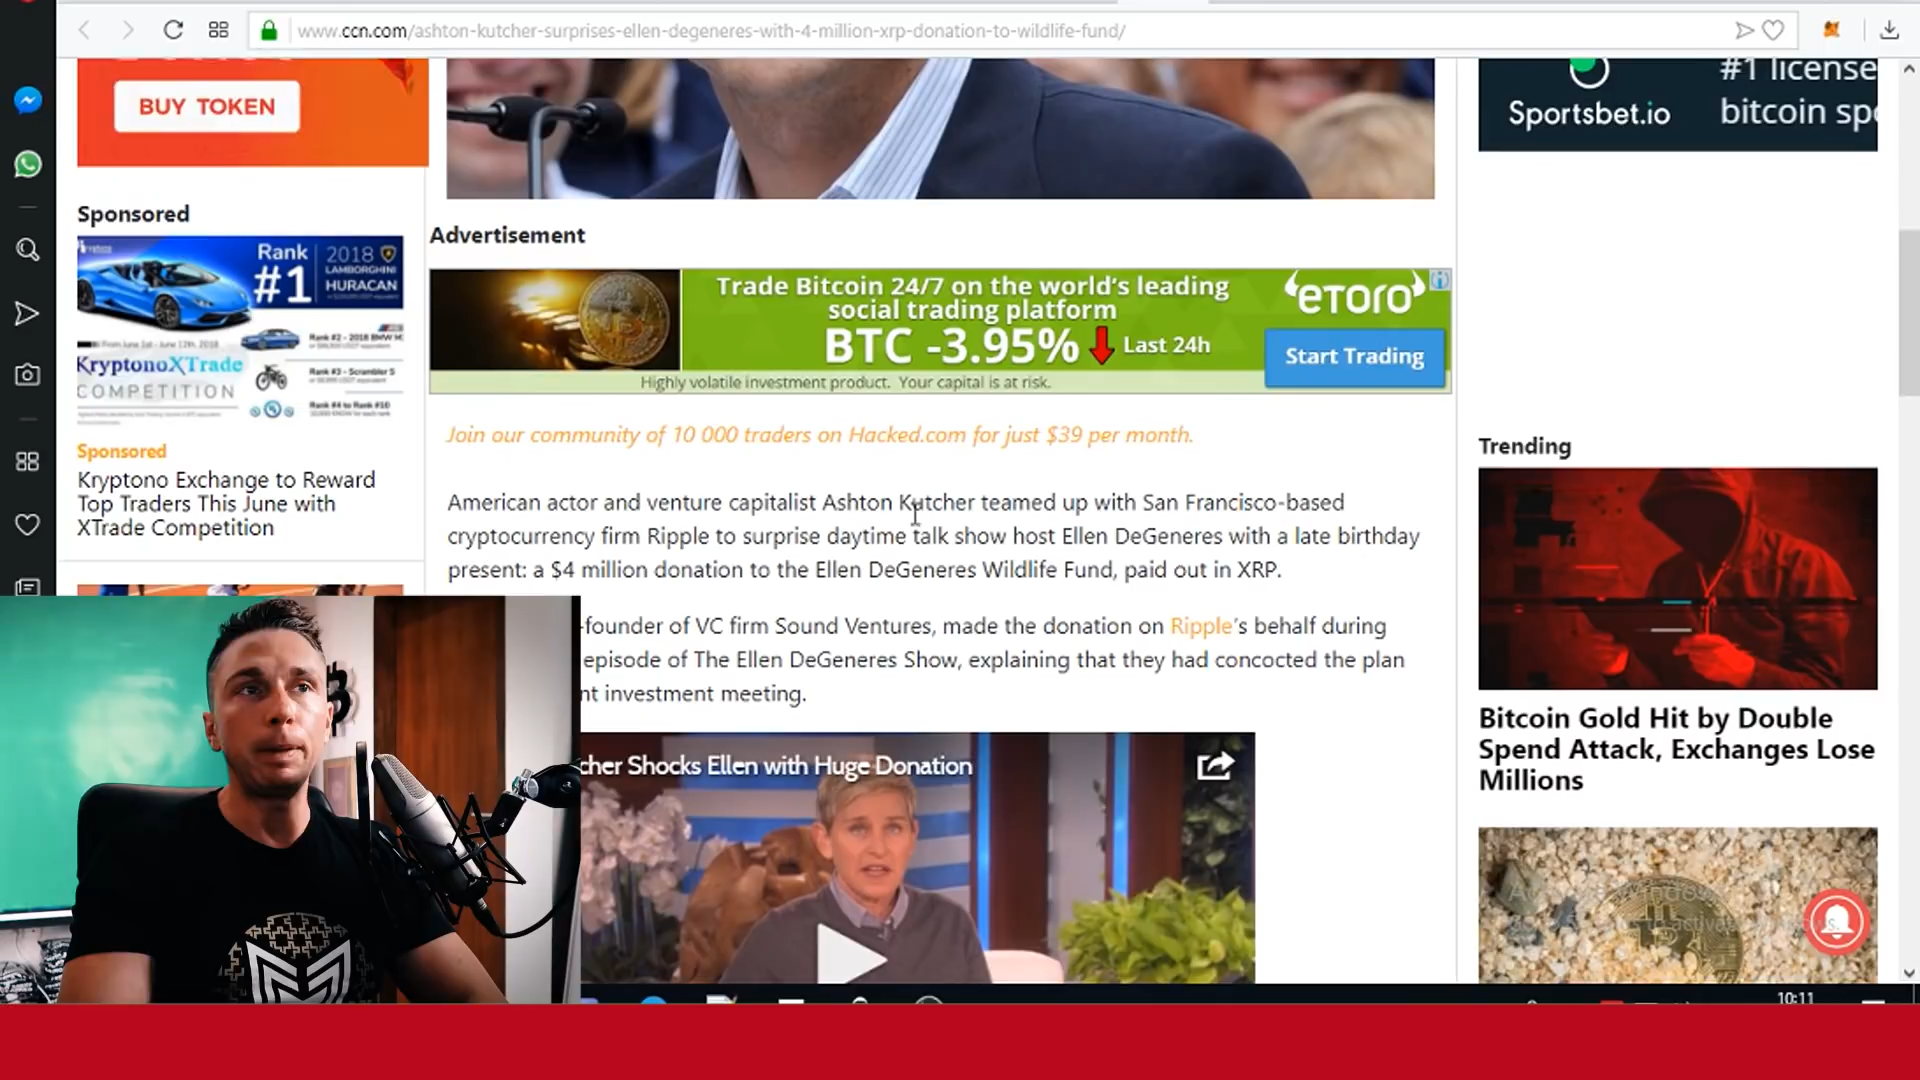 www.ccn.com/ashton-kutcher-surprises-ellen-degeneres-with-4-million-xrp-donation-to-wildlife-fund/
BUY TOKEN
Sponsored
Rank
#1
2018
LAMBORGHINI
HURACAN
KryptonoXTrade
COMPETITION
Sponsored
Kryptono Exchange to Reward
Top Traders This June with
XTrade Competition
Advertisement
Trade Bitcoin 24/7 on the world's leading
social trading platform
BTC -3.95% Last 24h
Highly volatile investment product. Your capital is at risk.
eTORO
Start Trading
Join our community of 10 000 traders on Hacked.com for just $39 per month.
American actor and venture capitalist Ashton Kutcher teamed up with San Francisco-based
cryptocurrency firm Ripple to surprise daytime talk show host Ellen DeGeneres with a late birthday
present: a $4 million donation to the Ellen DeGeneres Wildlife Fund, paid out in XRP.
-founder of VC firm Sound Ventures, made the donation on Ripple's behalf during
episode of The Ellen DeGeneres Show, explaining that they had concocted the plan
nt investment meeting.
cher Shocks Ellen with Huge Donation
#1 license
Sportsbet.io
bitcoin sp
Trending
Bitcoin Gold Hit by Double
Spend Attack, Exchanges Lose
Millions
10:11